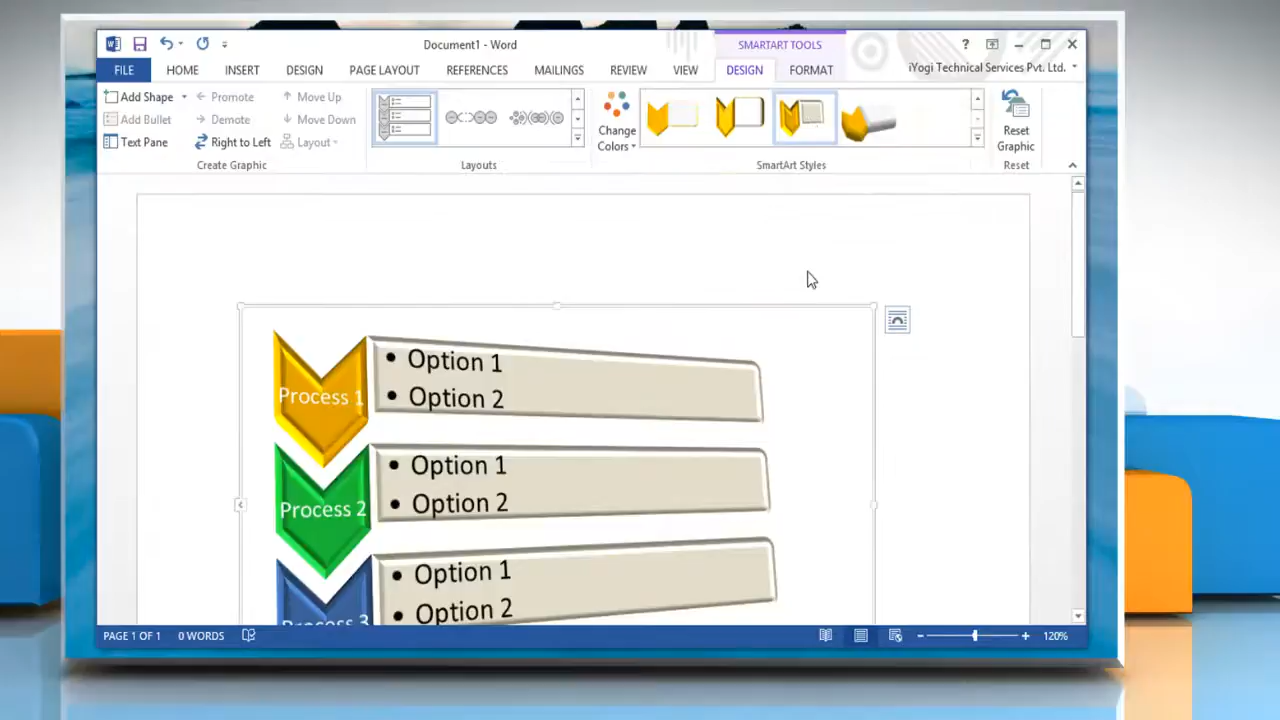 Document1 - Word
SMARTART TOOLS
?
FILE HOME INSERT DESIGN PAGE LAYOUT REFERENCES MAILINGS REVIEW VIEW DESIGN FORMAT
iYogi Technical Services Pvt. Ltd.
Add Shape
Promote
Move Up
Add Bullet
Demote
Move Down
Text Pane
Right to Left
Layout
Create Graphic
Layouts
Change
Colors
SmartArt Styles
Reset
Graphic
Reset
Process 1
• Option 1
• Option 2
Process 2
• Option 1
• Option 2
Process 3
• Option 1
• Option 2
PAGE 1 OF 1 0 WORDS
120%